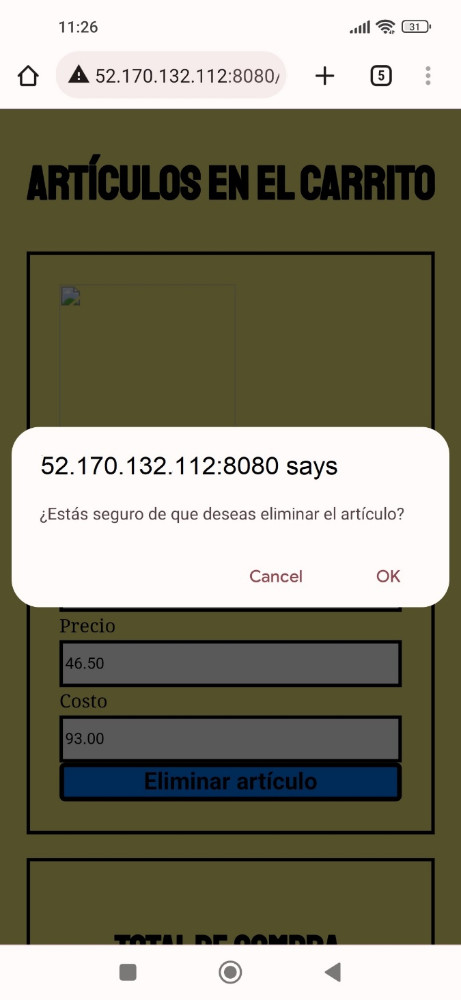 11:26
31
52.170.132.112:8080/
5
ARTÍCULOS EN EL CARRITO
52.170.132.112:8080 says
¿Estás seguro de que deseas eliminar el artículo?
Cancel
OK
Precio
46.50
Costo
93.00
Eliminar artículo
TOTAL DE COMPRA